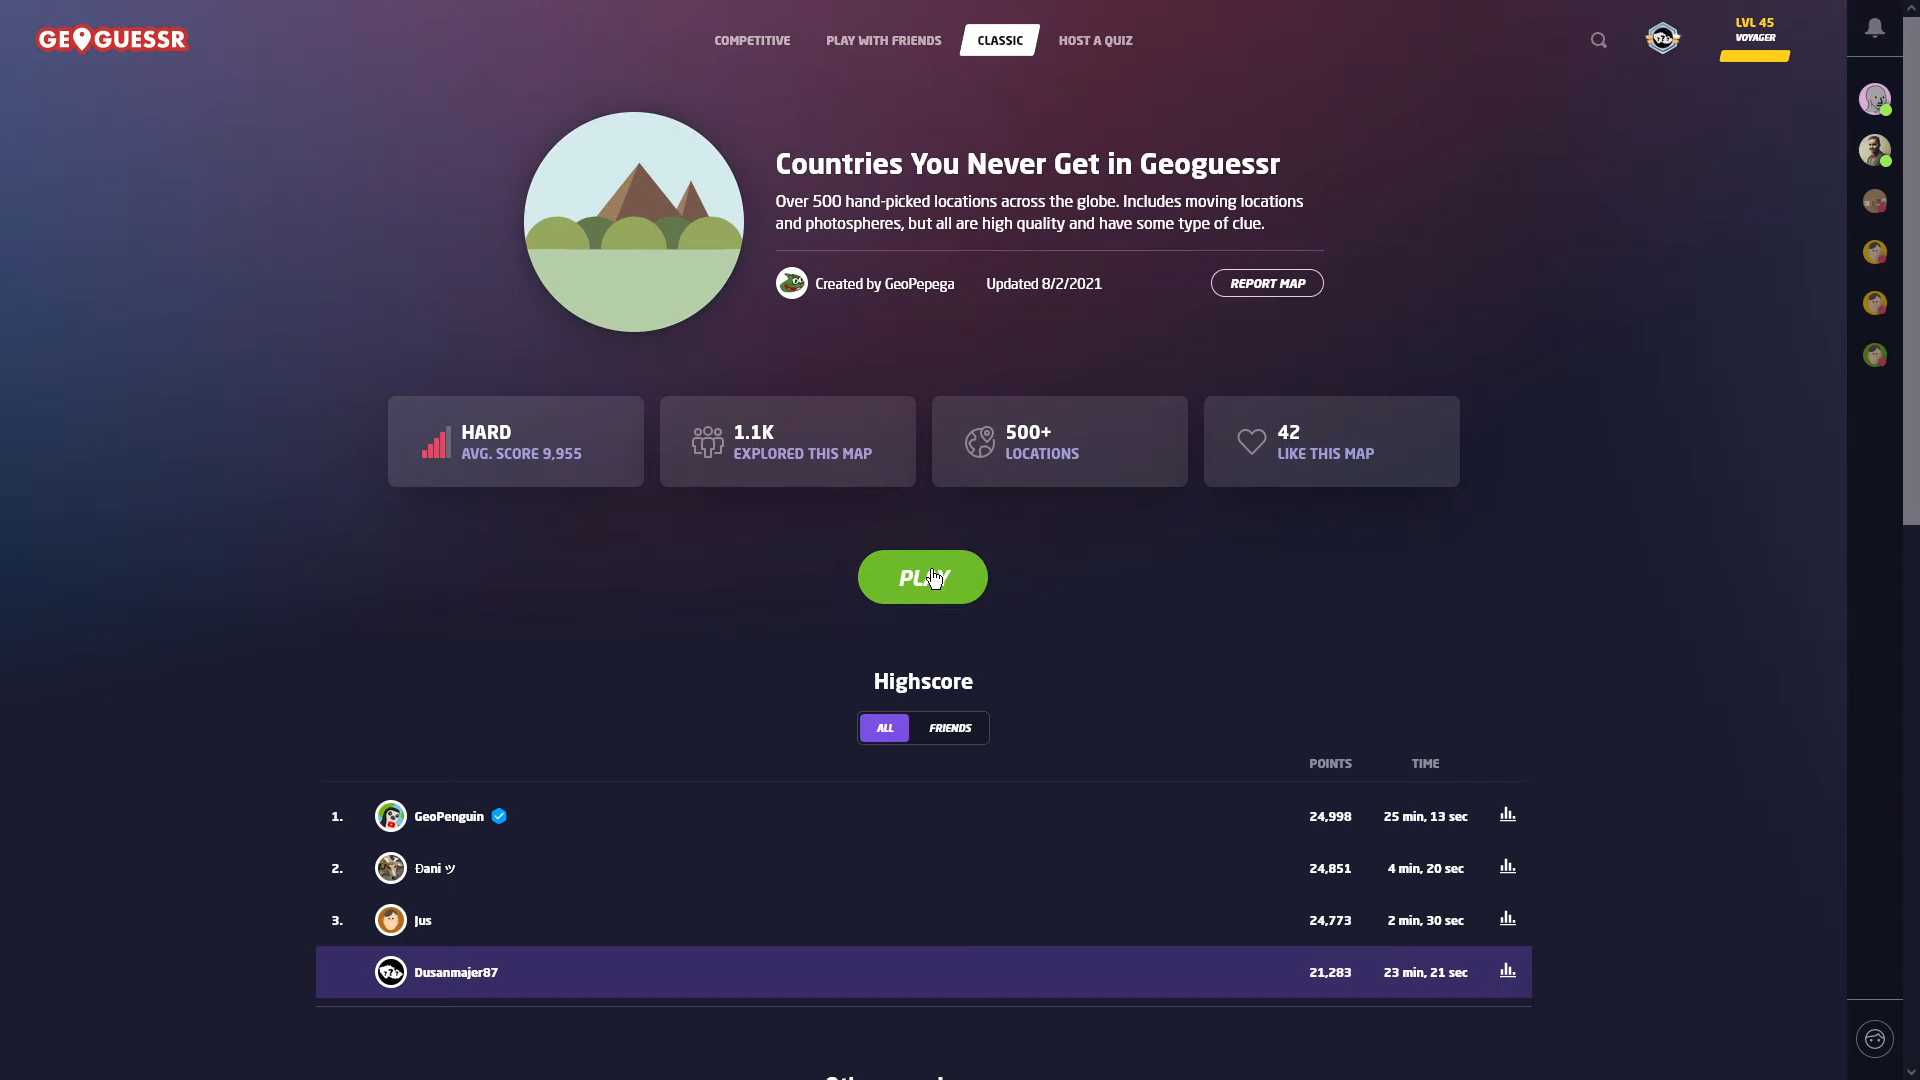 GEOGUESSR
COMPETITIVE
PLAY WITH FRIENDS
CLASSIC
HOST A QUIZ
LVL 45
VOYAGER
Countries You Never Get in Geoguessr
Over 500 hand-picked locations across the globe. Includes moving locations
and photospheres, but all are high quality and have some type of clue.
Created by GeoPepega
Updated 8/2/2021
REPORT MAP
HARD
AVG. SCORE 9,955
1.1K
EXPLORED THIS MAP
500+
LOCATIONS
42
LIKE THIS MAP
PLAY
Highscore
ALL
FRIENDS
POINTS
TIME
1. GeoPenguin 24,998 25 min, 13 sec
2. Đani ツ 24,851 4 min, 20 sec
3. Jus 24,773 2 min, 30 sec
Dusanmajer87 21,283 23 min, 21 sec